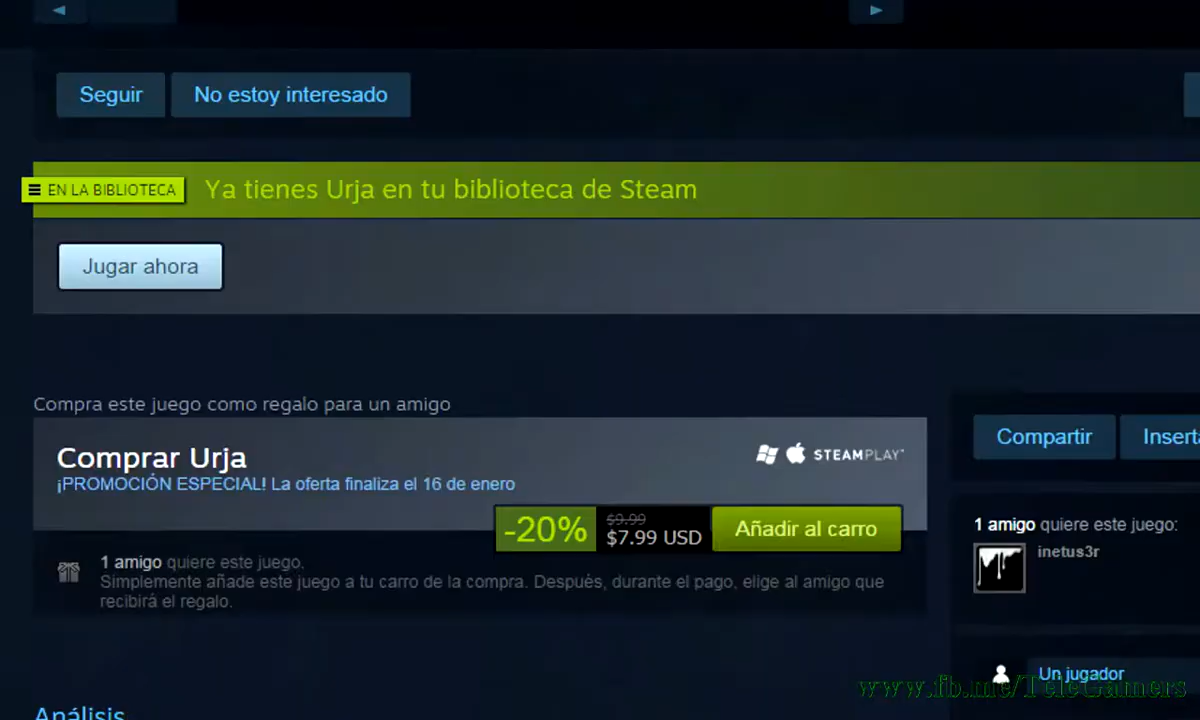 Seguir No estoy interesado
EN LA BIBLIOTECA Ya tienes Urja en tu biblioteca de Steam
Jugar ahora
Compra este juego como regalo para un amigo
Comprar Urja
STEAMPLAY
¡PROMOCIÓN ESPECIAL! La oferta finaliza el 16 de enero
-20% $9.99
$7.99 USD
Añadir al carro
1 amigo quiere este juego.
Simplemente añade este juego a tu carro de la compra. Después, durante el pago, elige al amigo que
recibirá el regalo.
Compartir Inserta
1 amigo quiere este juego:
inetus3r
Un jugador
www.fb.me/TeleGamers
Análisis